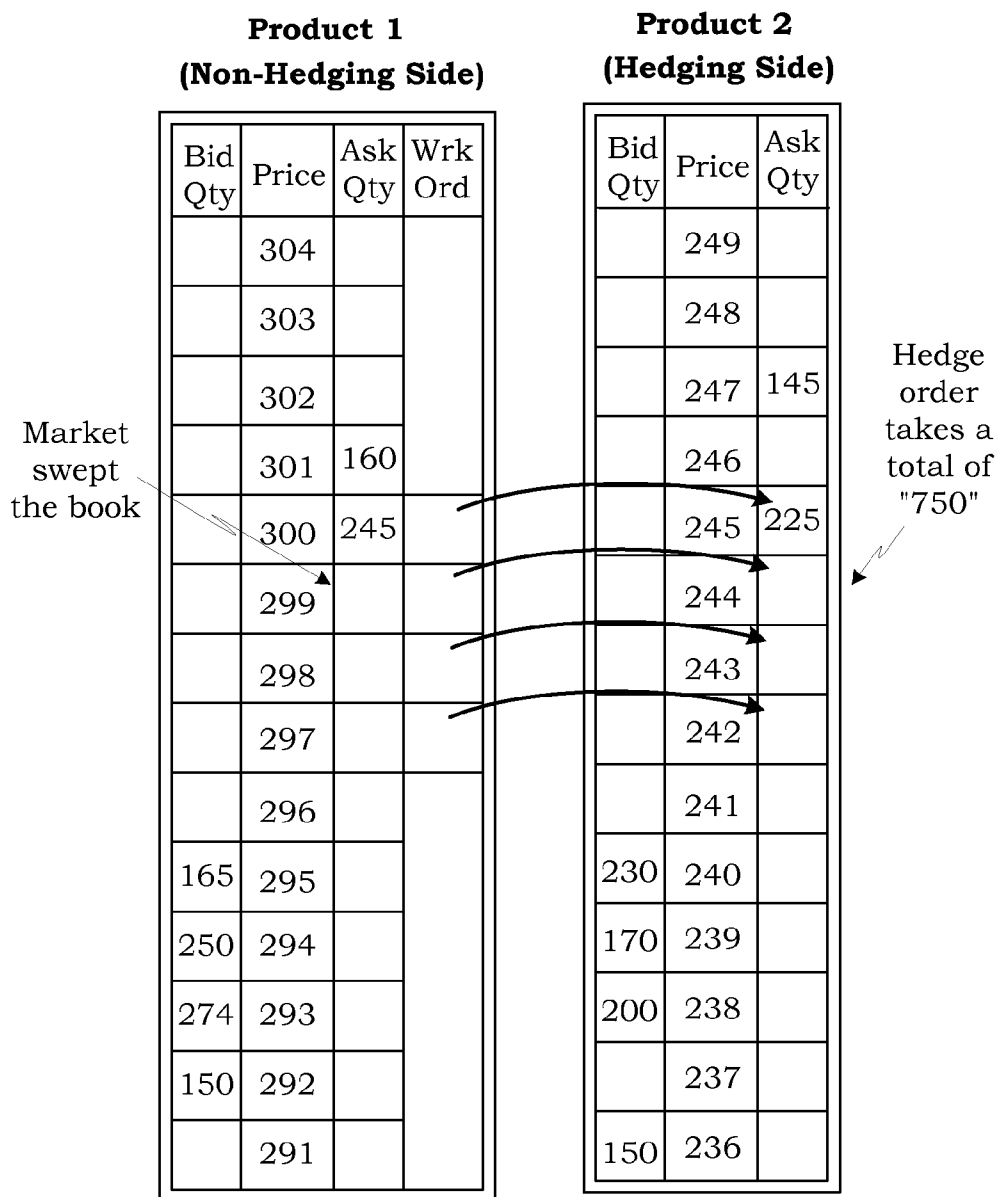 Product 1
(Non-Hedging Side)
Bid Qty Price Ask Qty Wrk Ord
304
303
302
301 160
300 245
299
298
297
296
165 295
250 294
274 293
150 292
291
Market
swept
the book
Product 2
(Hedging Side)
Bid Qty Price Ask Qty
249
248
247 145
246
245 225
244
243
242
241
230 240
170 239
200 238
237
150 236
Hedge
order
takes a
total of
"750"